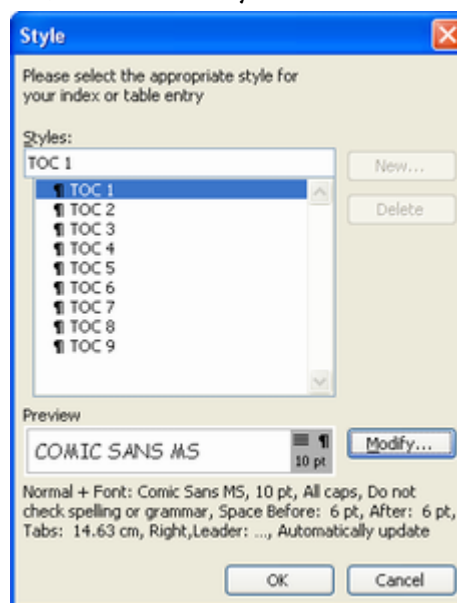 Style
Please select the appropriate style for
your index or table entry
Styles:
TOC 1
New...
¶ TOC 1
¶ TOC 2
Delete
¶ TOC 3
¶ TOC 4
¶ TOC 5
¶ TOC 6
¶ TOC 7
¶ TOC 8
¶ TOC 9
Preview
COMIC SANS MS
¶
10 pt
Modify...
Normal + Font: Comic Sans MS, 10 pt, All caps, Do not
check spelling or grammar, Space Before: 6 pt, After: 6 pt,
Tabs: 14.63 cm, Right,Leader: ..., Automatically update
OK
Cancel